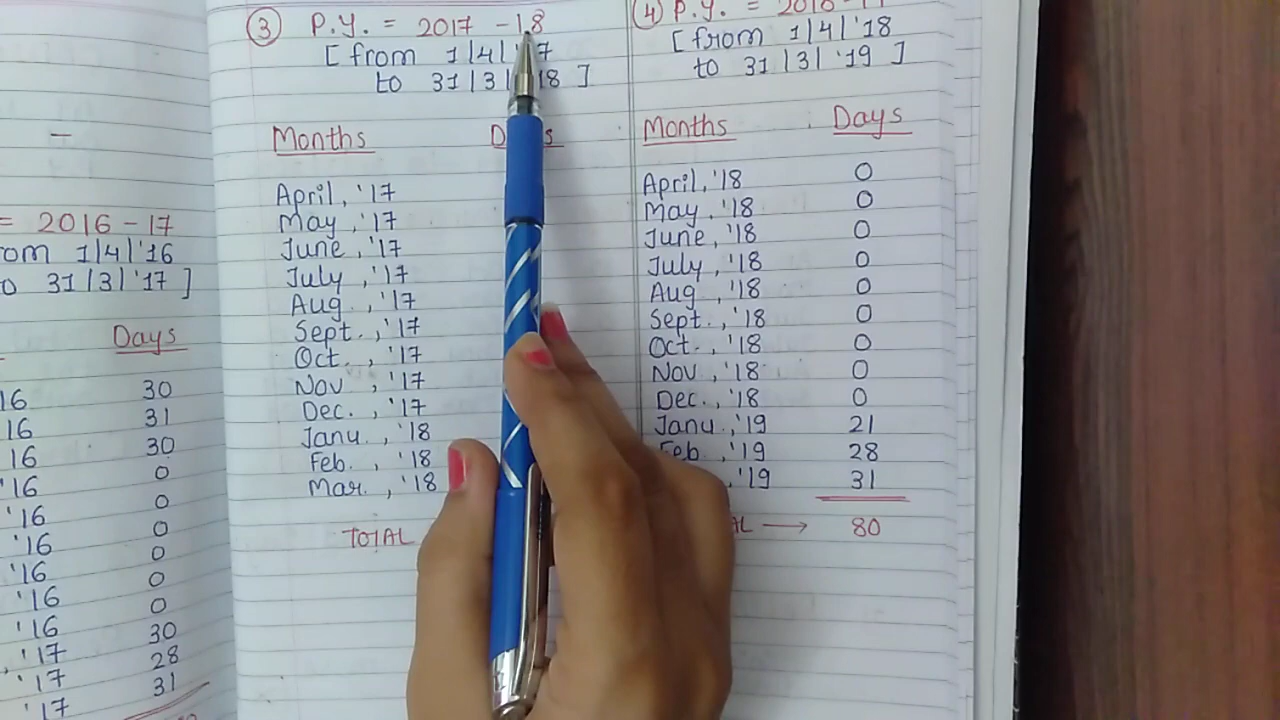 -
= 2016 - 17
om 1/4/'16
o 31/3/'17 ]
Days
16 30
16 31
16 30
'16 0
'16 0
'16 0
'16 0
'16 0
'16 0
, '17 30
'17 28
'17 31
③ P.Y. = 2017 - 18
[ from 1/4/'17
to 31/3/ 18 ]
Months
April, '17
May, '17
June, '17
July, '17
Aug., '17
Sept., '17
Oct., '17
Nov, '17
Dec., '17
Janu., '18
Feb., '18
Mar., '18
TOTAL
(4) P.Y. =
[ from 1/4/'18
to 31/3/'19 ]
Months Days
April, '18 0
May, '18 0
June, '18 0
July, '18 0
Aug, '18 0
Sept., '18 0
Oct., '18 0
Nov, '18 0
Dec., '18 0
Janu., '19 21
Feb., '19 28
, '19 31
AL → 80